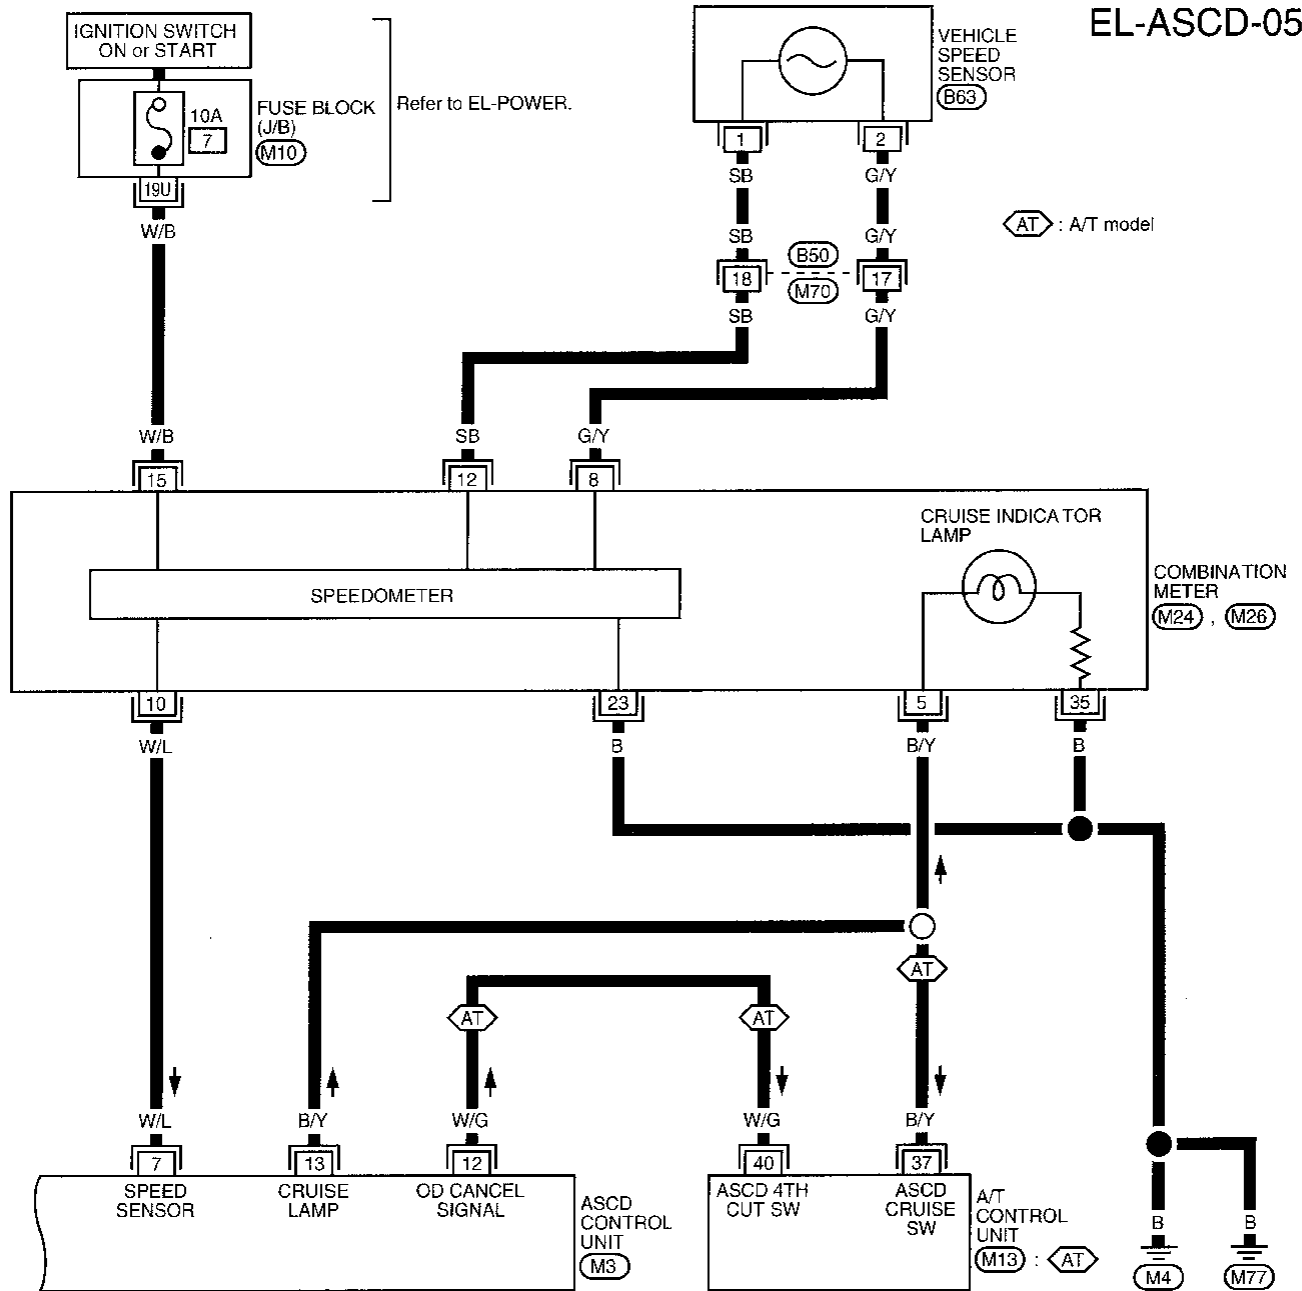 EL-ASCD-05
IGNITION SWITCH
ON or START
10A
7
FUSE BLOCK
(J/B)
M10
Refer to EL-POWER.
19U
W/B
VEHICLE
SPEED
SENSOR
B63
1
2
SB
G/Y
AT : A/T model
SB
G/Y
B50
18
17
M70
SB
G/Y
W/B
SB
G/Y
15
12
8
CRUISE INDICATOR
LAMP
SPEEDOMETER
COMBINATION
METER
M24 , M26
10
23
5
35
W/L
B
B/Y
B
AT
AT
AT
W/L
B/Y
W/G
W/G
B/Y
7
13
12
40
37
SPEED
SENSOR
CRUISE
LAMP
OD CANCEL
SIGNAL
ASCD
CONTROL
UNIT
M3
ASCD 4TH
CUT SW
ASCD
CRUISE
SW
A/T
CONTROL
UNIT
M13 : AT
B
B
M4
M77